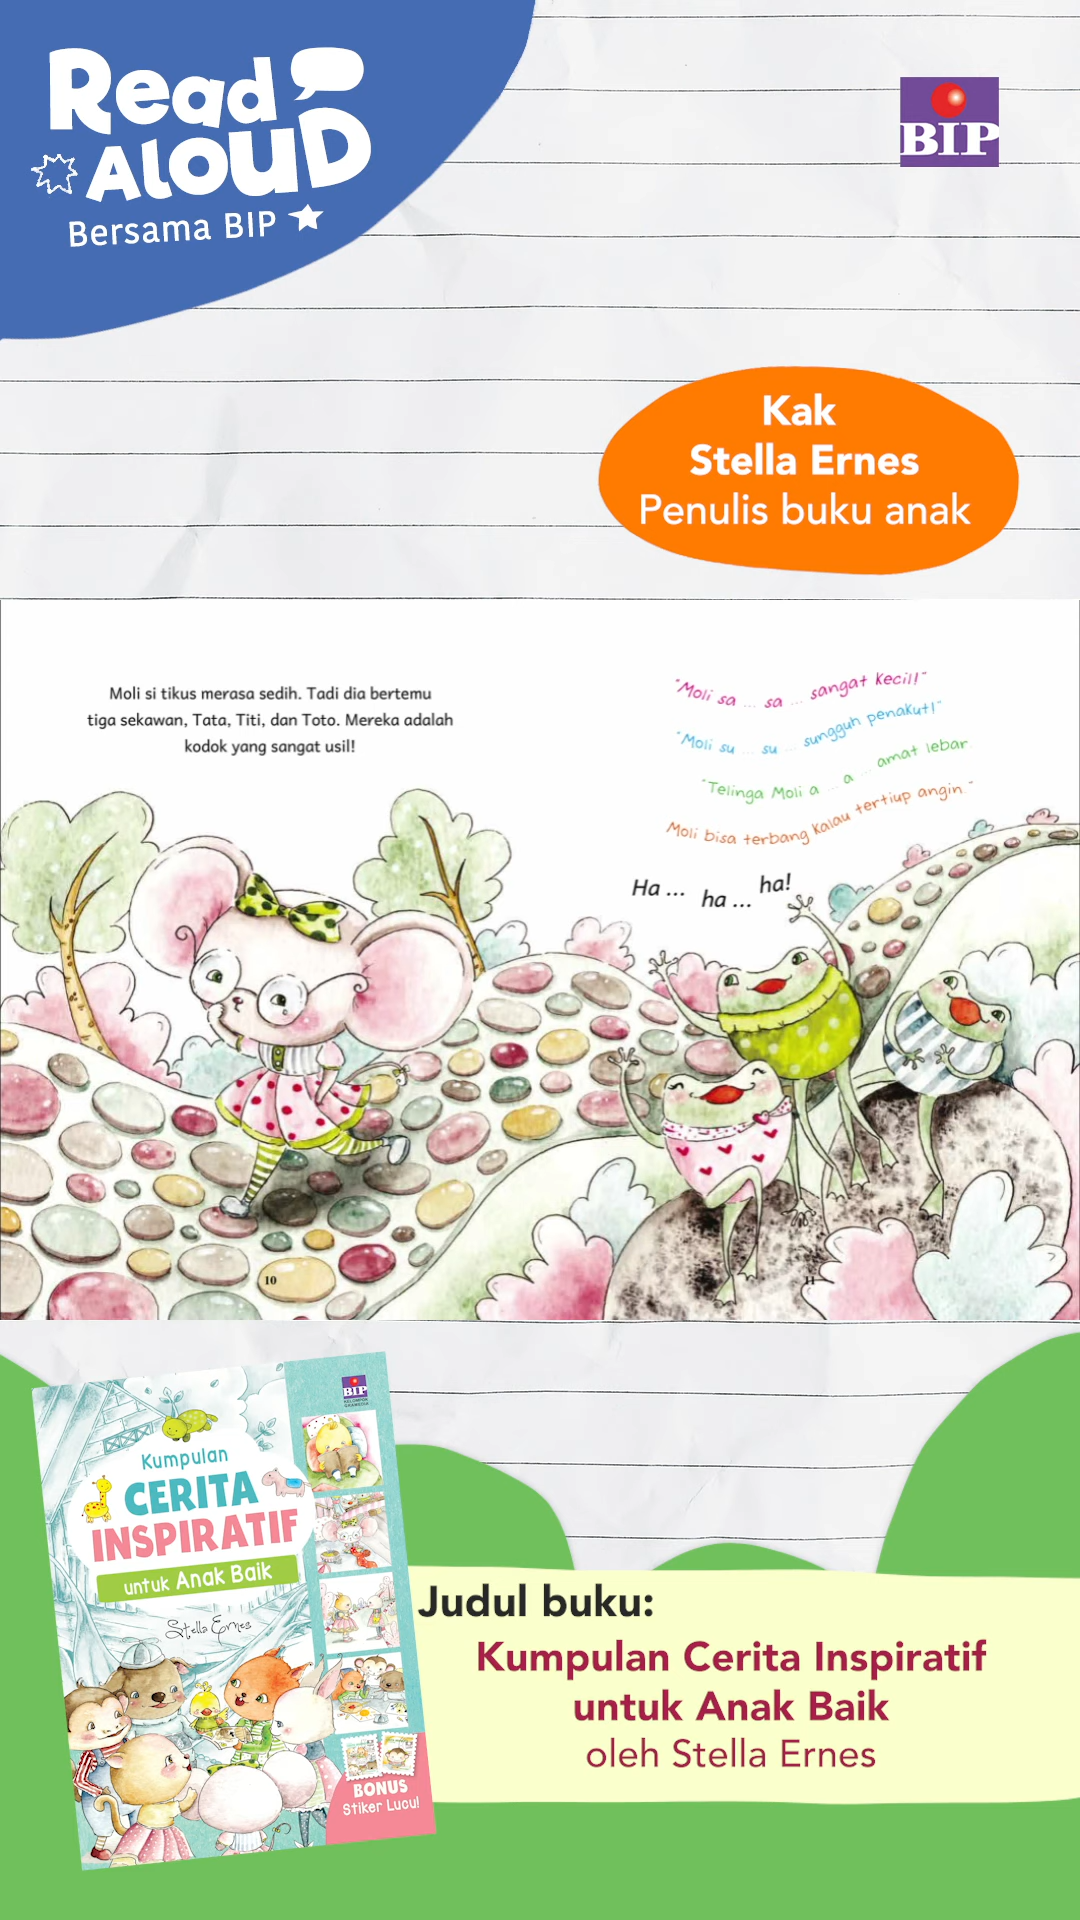 Read
Aloud
Bersama BIP
BIP
Kak
Stella Ernes
Penulis buku anak
Moli si tikus merasa sedih. Tadi dia bertemu
tiga sekawan, Tata, Titi, dan Toto. Mereka adalah
kodok yang sangat usil!
"Moli sa ... sa ... sangat kecil!"
"Moli su ... su ... sungguh penakut!"
"Telinga Moli a ... a ... amat lebar.
Moli bisa terbang kalau tertiup angin."
Ha ... ha ... ha!
10
11
BIP
KELOMPOK
GRAMEDIA
Kumpulan
CERITA
INSPIRATIF
untuk Anak Baik
Stella Ernes
BONUS
Stiker Lucu!
Judul buku:
Kumpulan Cerita Inspiratif
untuk Anak Baik
oleh Stella Ernes